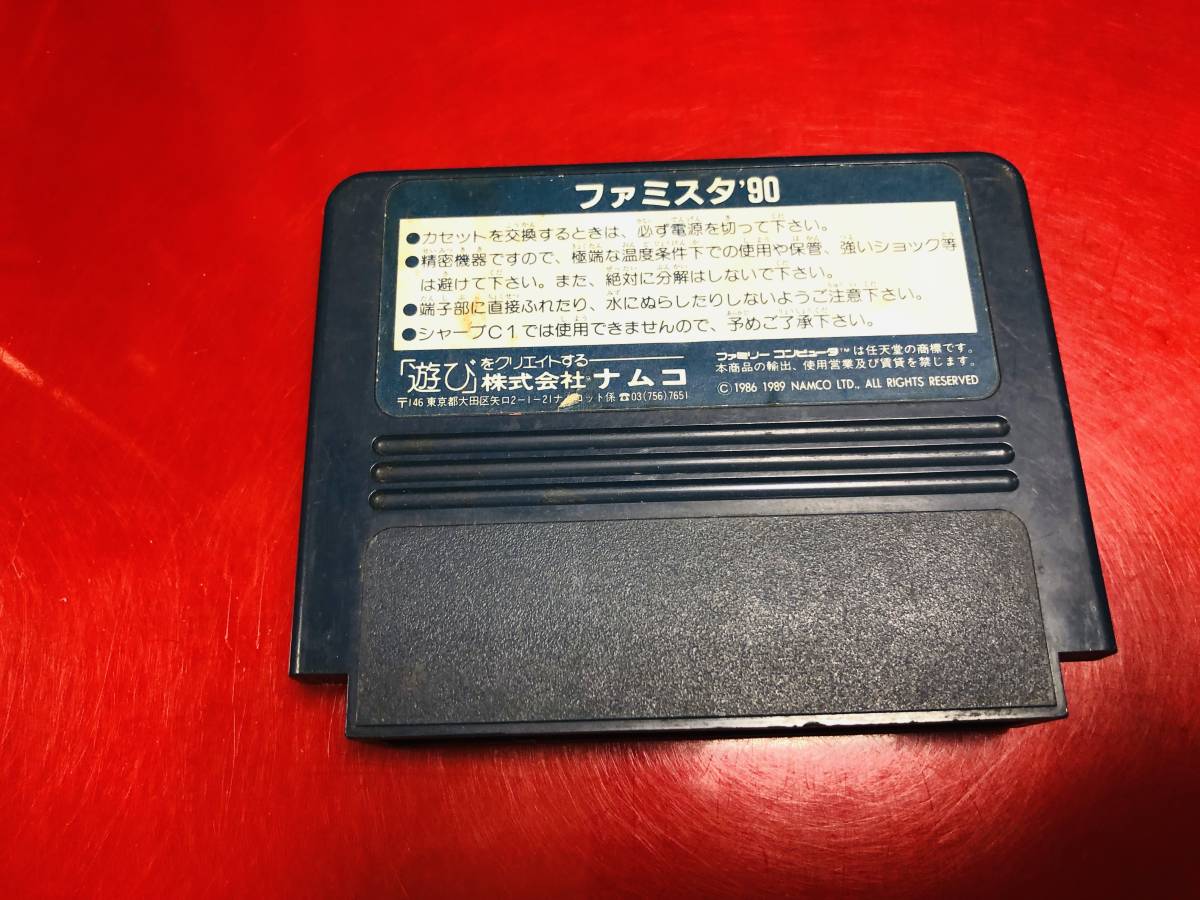 ファミスタ'90
●カセットを交換するときは、必ず電源を切って下さい。
●精密機器ですので、極端な温度条件下での使用や保管、強いショック等
は避けて下さい。また、絶対に分解はしないで下さい。
●端子部に直接ふれたり、水にぬらしたりしないようご注意下さい。
●シャープC1では使用できませんので、予めご了承下さい。
「遊び」をクリエイトする
株式会社ナムコ
〒146 東京都大田区矢口2-1-21ナムコット係 ☎03(756)7651
ファミリー コンピュータ™は任天堂の商標です。
本商品の輸出、使用営業及び賃貸を禁じます。
© 1986 1989 NAMCO LTD., ALL RIGHTS RESERVED